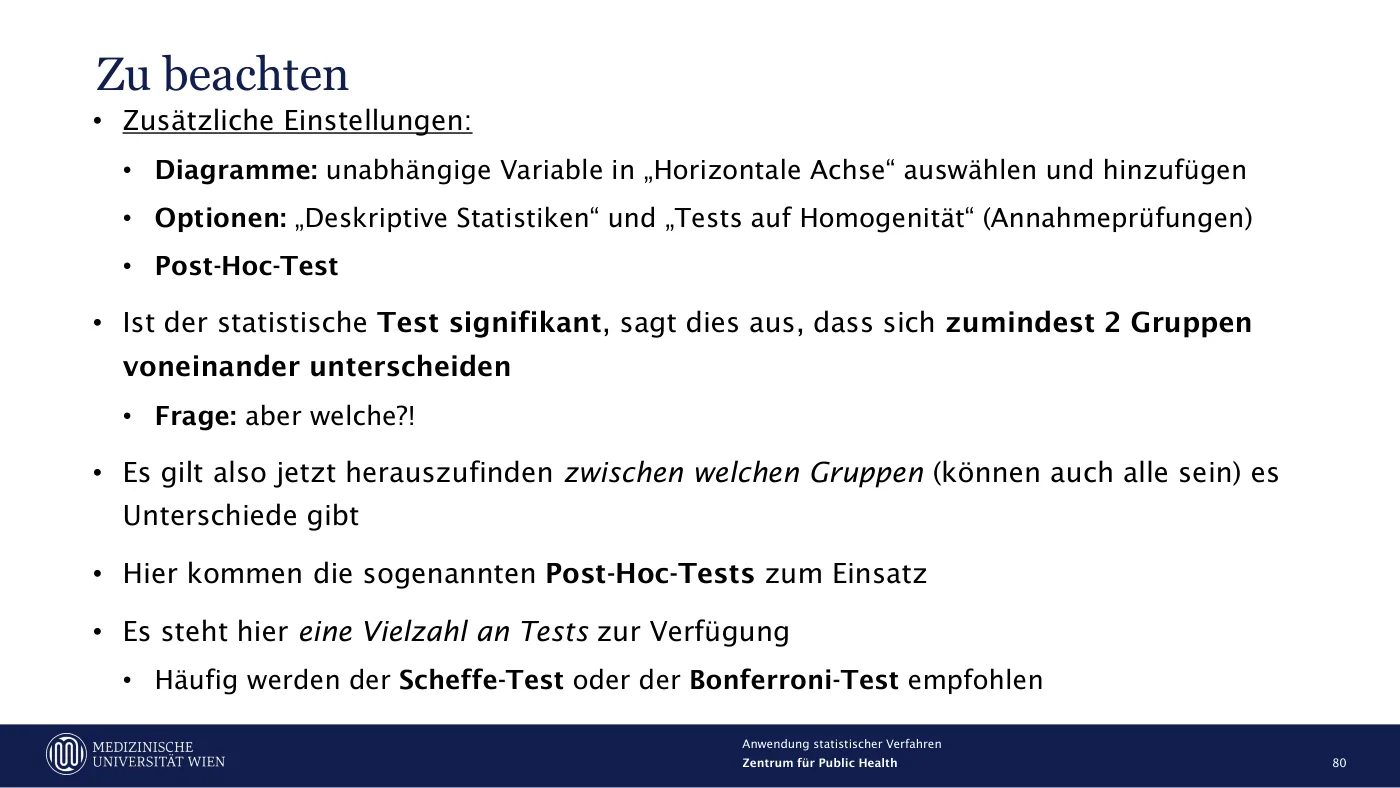 Zu beachten
• Zusätzliche Einstellungen:
• Diagramme: unabhängige Variable in „Horizontale Achse“ auswählen und hinzufügen
• Optionen: „Deskriptive Statistiken“ und „Tests auf Homogenität“ (Annahmeprüfungen)
• Post-Hoc-Test
• Ist der statistische Test signifikant, sagt dies aus, dass sich zumindest 2 Gruppen
voneinander unterscheiden
• Frage: aber welche?!
• Es gilt also jetzt herauszufinden zwischen welchen Gruppen (können auch alle sein) es
Unterschiede gibt
• Hier kommen die sogenannten Post-Hoc-Tests zum Einsatz
• Es steht hier eine Vielzahl an Tests zur Verfügung
• Häufig werden der Scheffe-Test oder der Bonferroni-Test empfohlen
MEDIZINISCHE
UNIVERSITÄT WIEN
Anwendung statistischer Verfahren
Zentrum für Public Health
80